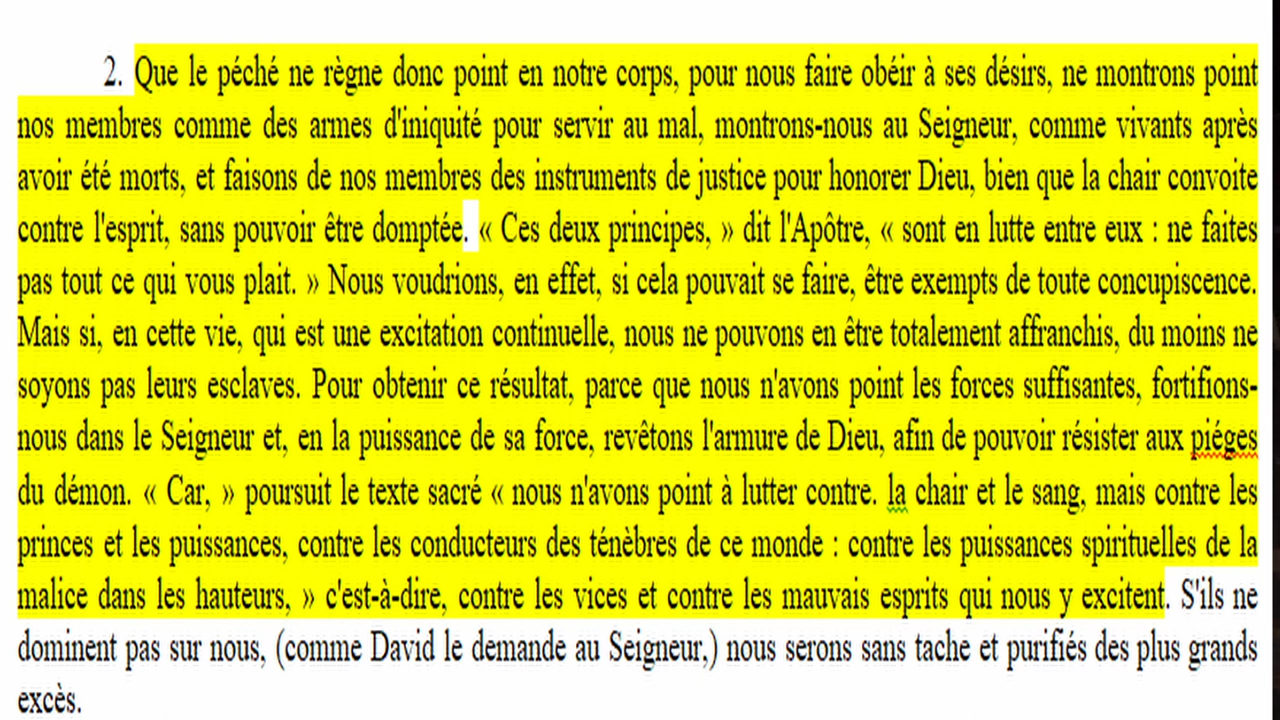 2. Que le péché ne règne donc point en notre corps, pour nous faire obéir à ses désirs, ne montrons point
nos membres comme des armes d'iniquité pour servir au mal, montrons-nous au Seigneur, comme vivants après
avoir été morts, et faisons de nos membres des instruments de justice pour honorer Dieu, bien que la chair convoite
contre l'esprit, sans pouvoir être domptée. « Ces deux principes, » dit l'Apôtre, « sont en lutte entre eux : ne faites
pas tout ce qui vous plait. » Nous voudrions, en effet, si cela pouvait se faire, être exempts de toute concupiscence.
Mais si, en cette vie, qui est une excitation continuelle, nous ne pouvons en être totalement affranchis, du moins ne
soyons pas leurs esclaves. Pour obtenir ce résultat, parce que nous n'avons point les forces suffisantes, fortifions-
nous dans le Seigneur et, en la puissance de sa force, revêtons l'armure de Dieu, afin de pouvoir résister aux piéges
du démon. « Car, » poursuit le texte sacré « nous n'avons point à lutter contre. la chair et le sang, mais contre les
princes et les puissances, contre les conducteurs des ténèbres de ce monde : contre les puissances spirituelles de la
malice dans les hauteurs, » c'est-à-dire, contre les vices et contre les mauvais esprits qui nous y excitent. S'ils ne
dominent pas sur nous, (comme David le demande au Seigneur,) nous serons sans tache et purifiés des plus grands
excès.